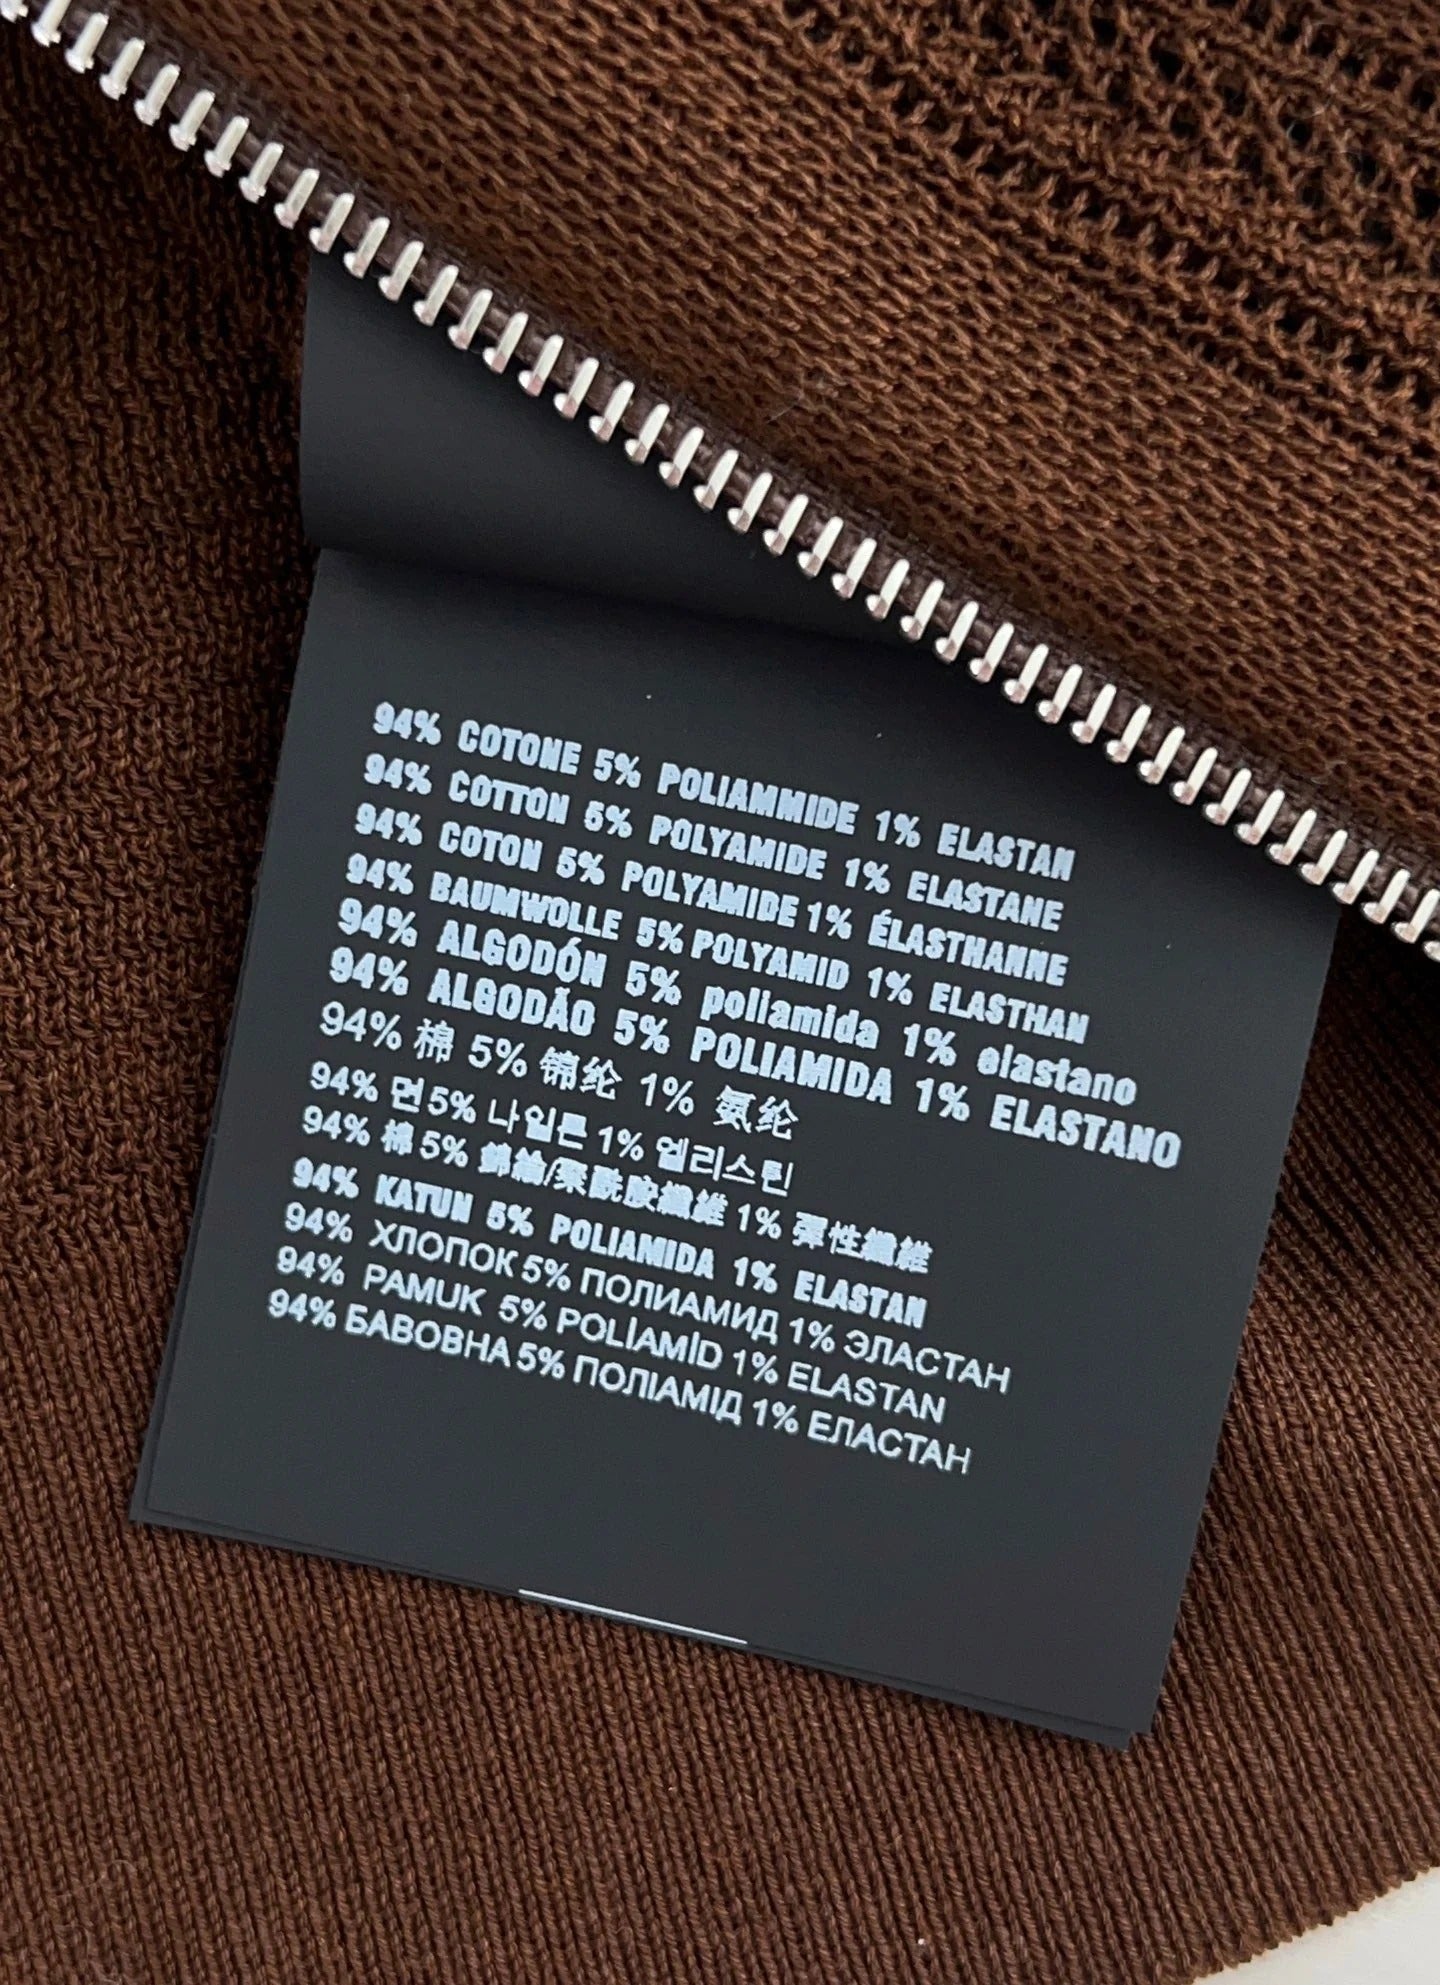 94% COTONE 5% POLIAMMIDE 1% ELASTAN
94% COTTON 5% POLYAMIDE 1% ELASTANE
94% COTON 5% POLYAMIDE 1% ÉLASTHANNE
94% BAUMWOLLE 5% POLYAMID 1% ELASTHAN
94% ALGODÓN 5% poliamida 1% elastano
94% ALGODÃO 5% POLIAMIDA 1% ELASTANO
94% 棉 5% 锦纶 1% 氨纶
94% 면 5% 나일론 1% 엘리스틴
94% 棉 5% 錦綸/聚酰胺纖維 1% 彈性纖維
94% KATUN 5% POLIAMIDA 1% ELASTAN
94% ХЛОПОК 5% ПОЛИАМИД 1% ЭЛАСТАН
94% PAMUK 5% POLİAMİD 1% ELASTAN
94% БАВОВНА 5% ПОЛІАМІД 1% ЕЛАСТАН